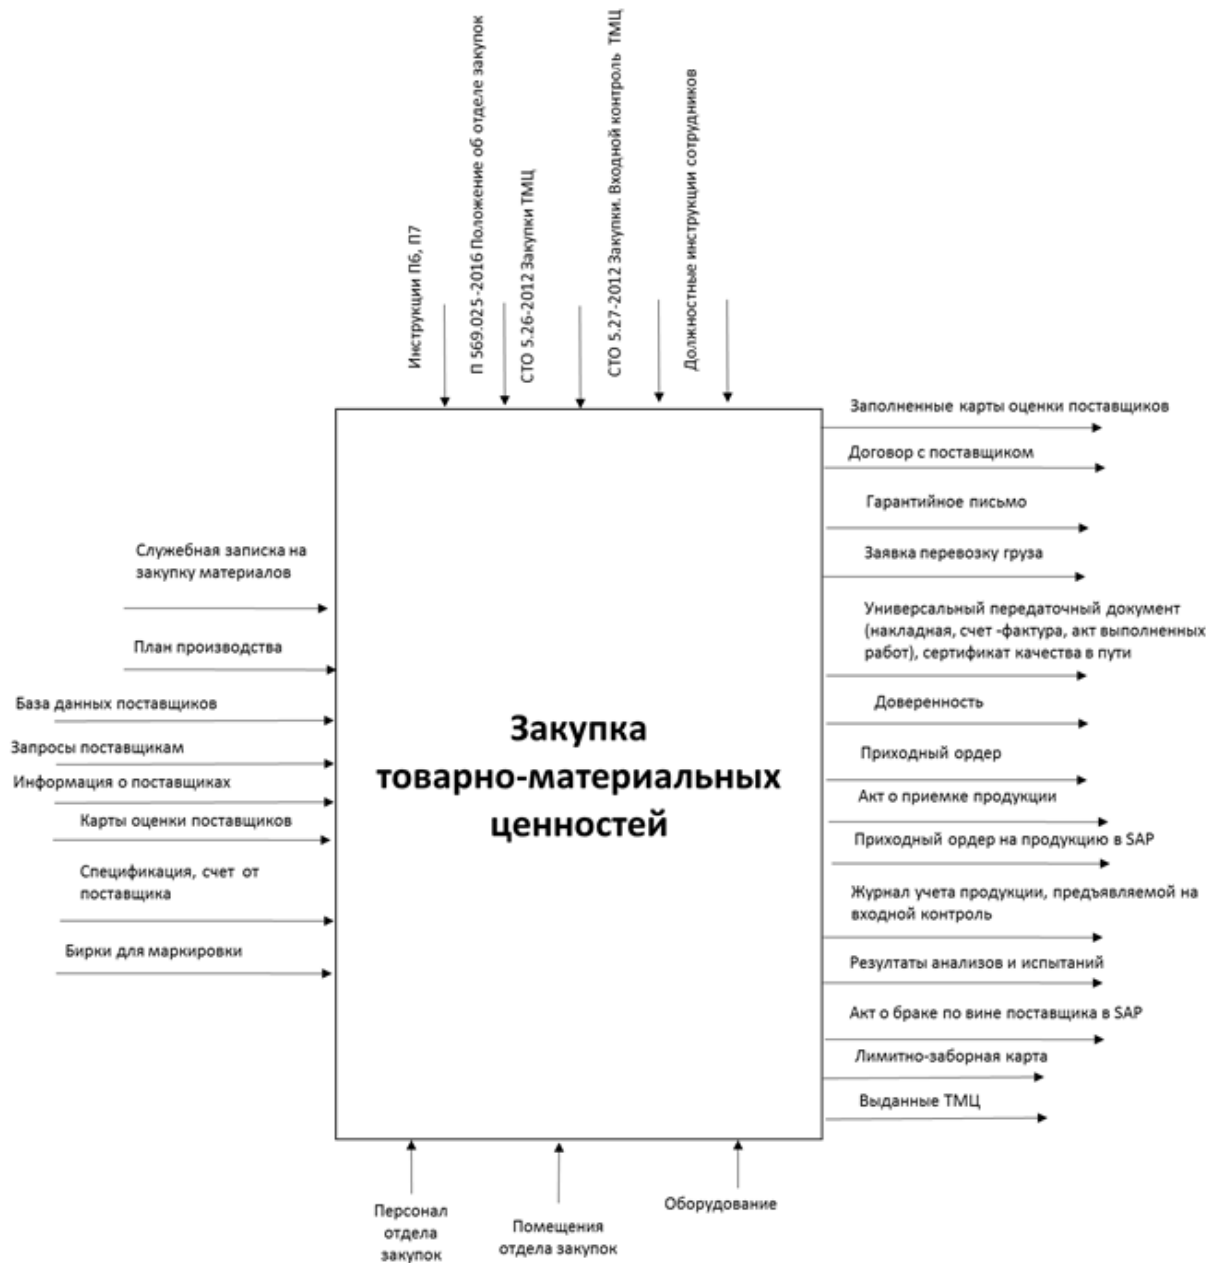 Инструкции П6, П7
П 569.025 -2016 Положение об отделе закупок
СТО 5.26-2012 Закупки ТМЦ
СТО 5.27-2012 Закупки. Входной контроль ТМЦ
Должностные инструкции сотрудников
Служебная записка на
закупку материалов
План производства
База данных поставщиков
Запросы поставщикам
Информация о поставщиках
Карты оценки поставщиков
Спецификация, счет от
поставщика
Бирки для маркировки
Закупка
товарно-материальных
ценностей
Заполненные карты оценки поставщиков
Договор с поставщиком
Гарантийное письмо
Заявка перевозку груза
Универсальный передаточный документ
(накладная, счет -фактура, акт выполненных
работ), сертификат качества в пути
Доверенность
Приходный ордер
Акт о приемке продукции
Приходный ордер на продукцию в SAP
Журнал учета продукции, предъявляемой на
входной контроль
Резултаты анализов и испытаний
Акт о браке по вине поставщика в SAP
Лимитно-заборная карта
Выданные ТМЦ
Персонал
отдела
закупок
Помещения
отдела закупок
Оборудование